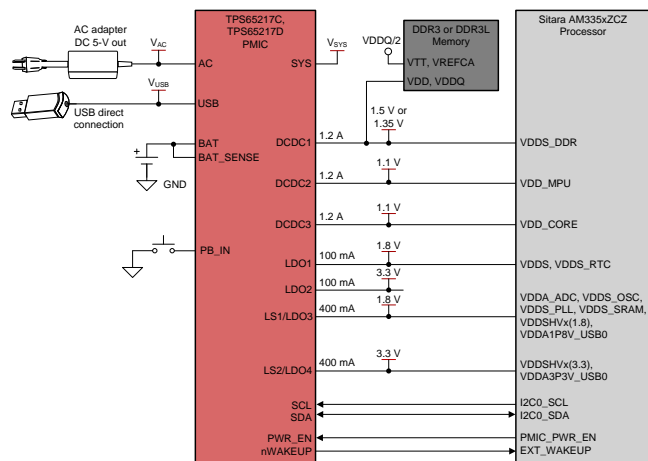 AC adapter
DC 5-V out
VAC
TPS65217C,
TPS65217D
PMIC
AC
SYS
VSYS
VUSB
USB
USB direct
connection
DDR3 or DDR3L
Memory
VDDQ/2
VTT, VREFCA
VDD, VDDQ
Sitara AM335xZCZ
Processor
BAT
BAT_SENSE
+
GND
DCDC1
1.2 A
1.5 V or
1.35 V
VDDS_DDR
DCDC2
1.2 A
1.1 V
VDD_MPU
DCDC3
1.2 A
1.1 V
VDD_CORE
PB_IN
LDO1
100 mA
1.8 V
VDDS, VDDS_RTC
LDO2
100 mA
3.3 V
LS1/LDO3
400 mA
1.8 V
VDDA_ADC, VDDS_OSC,
VDDS_PLL, VDDS_SRAM,
VDDSHVx(1.8),
VDDA1P8V_USB0
LS2/LDO4
400 mA
3.3 V
VDDSHVx(3.3),
VDDA3P3V_USB0
SCL
I2C0_SCL
SDA
I2C0_SDA
PWR_EN
PMIC_PWR_EN
nWAKEUP
EXT_WAKEUP